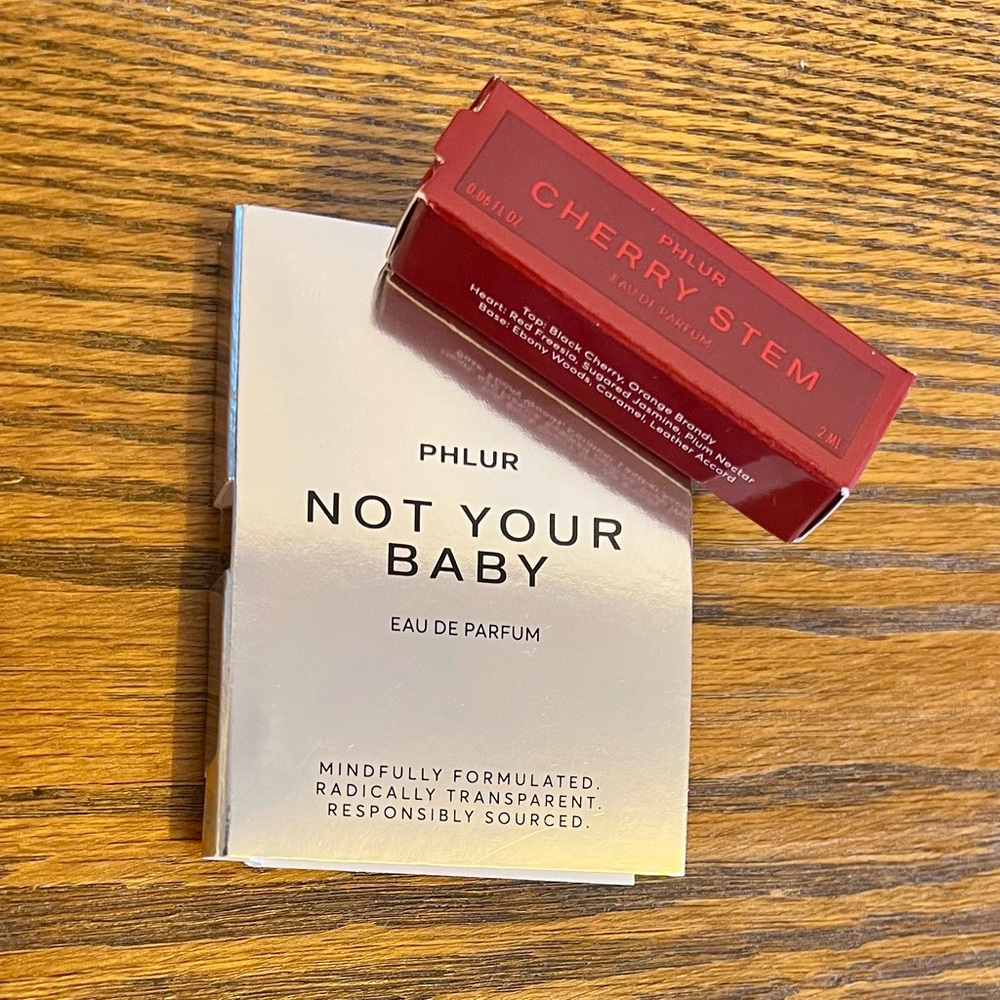 0.06 FL OZ
PHLUR
CHERRY STEM
EAU DE PARFUM
2 ML
Top: Black Cherry, Orange Brandy
Heart: Red Freesia, Sugared Jasmine, Plum Nectar
Base: Ebony Woods, Caramel, Leather Accord
PHLUR
NOT YOUR
BABY
EAU DE PARFUM
MINDFULLY FORMULATED.
RADICALLY TRANSPARENT.
RESPONSIBLY SOURCED.